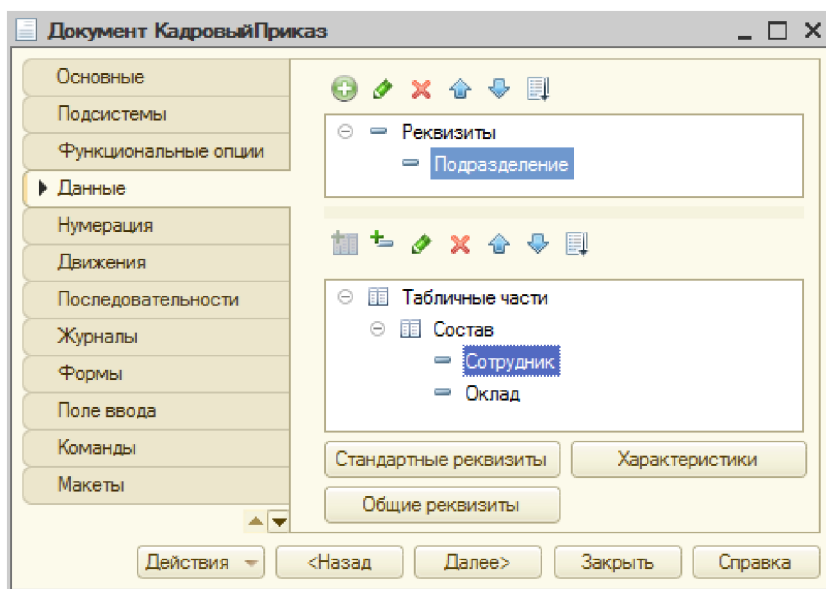 Документ КадровыйПриказ
Основные
Подсистемы
Функциональные опции
Данные
Нумерация
Движения
Последовательности
Журналы
Формы
Поле ввода
Команды
Макеты
Реквизиты
Подразделение
Табличные части
Состав
Сотрудник
Оклад
Стандартные реквизиты
Характеристики
Общие реквизиты
Действия
<Назад
Далее>
Закрыть
Справка